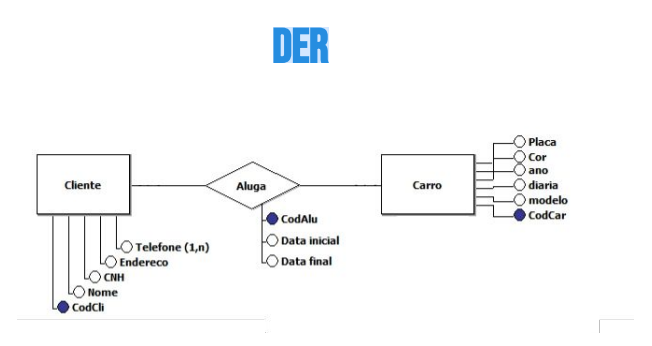 DER
Cliente
Aluga
Carro
Placa
Cor
ano
diaria
modelo
CodCar
CodAlu
Data inicial
Data final
Telefone (1,n)
Endereco
CNH
Nome
CodCli